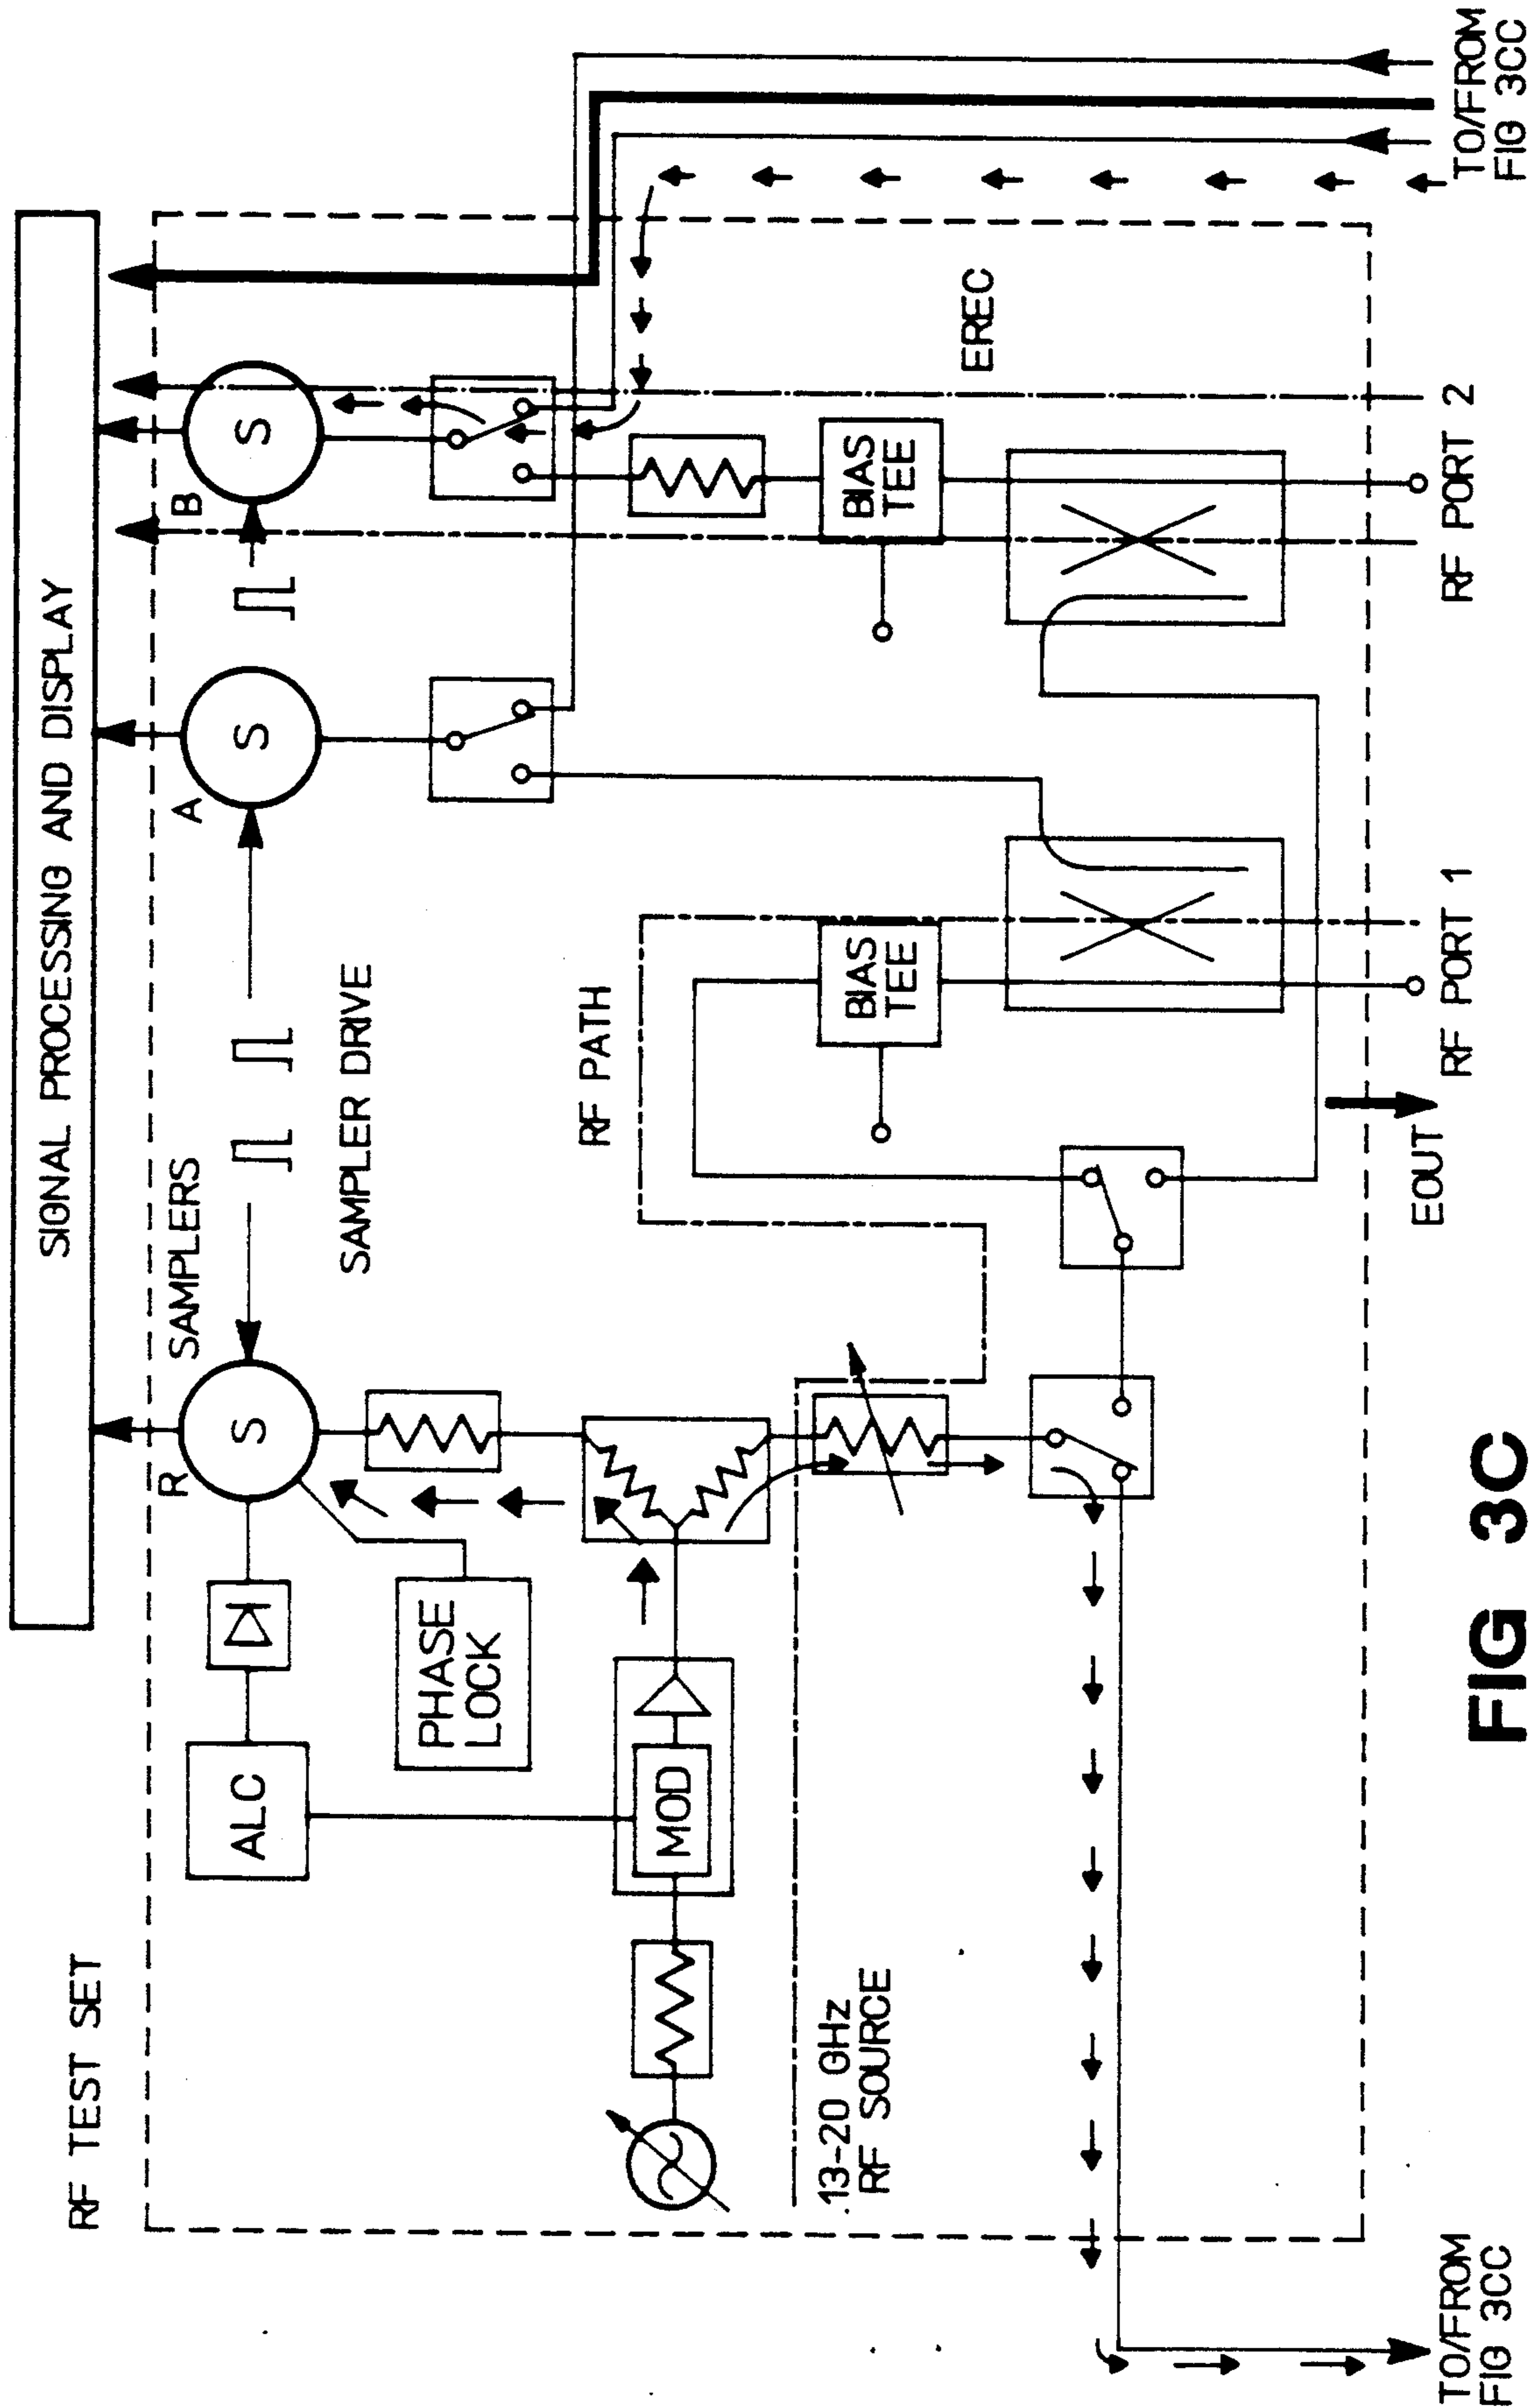 RF TEST SET
SIGNAL PROCESSING AND DISPLAY
SAMPLERS
R
A
B
S
S
S
SAMPLER DRIVE
ALC
PHASE
LOCK
MOD
RF PATH
BIAS
TEE
BIAS
TEE
EREC
.13-20 GHz
RF SOURCE
EOUT
RF PORT 1
RF PORT 2
TO/FROM
FIG 3CC
TO/FROM
FIG 3CC
FIG 3C